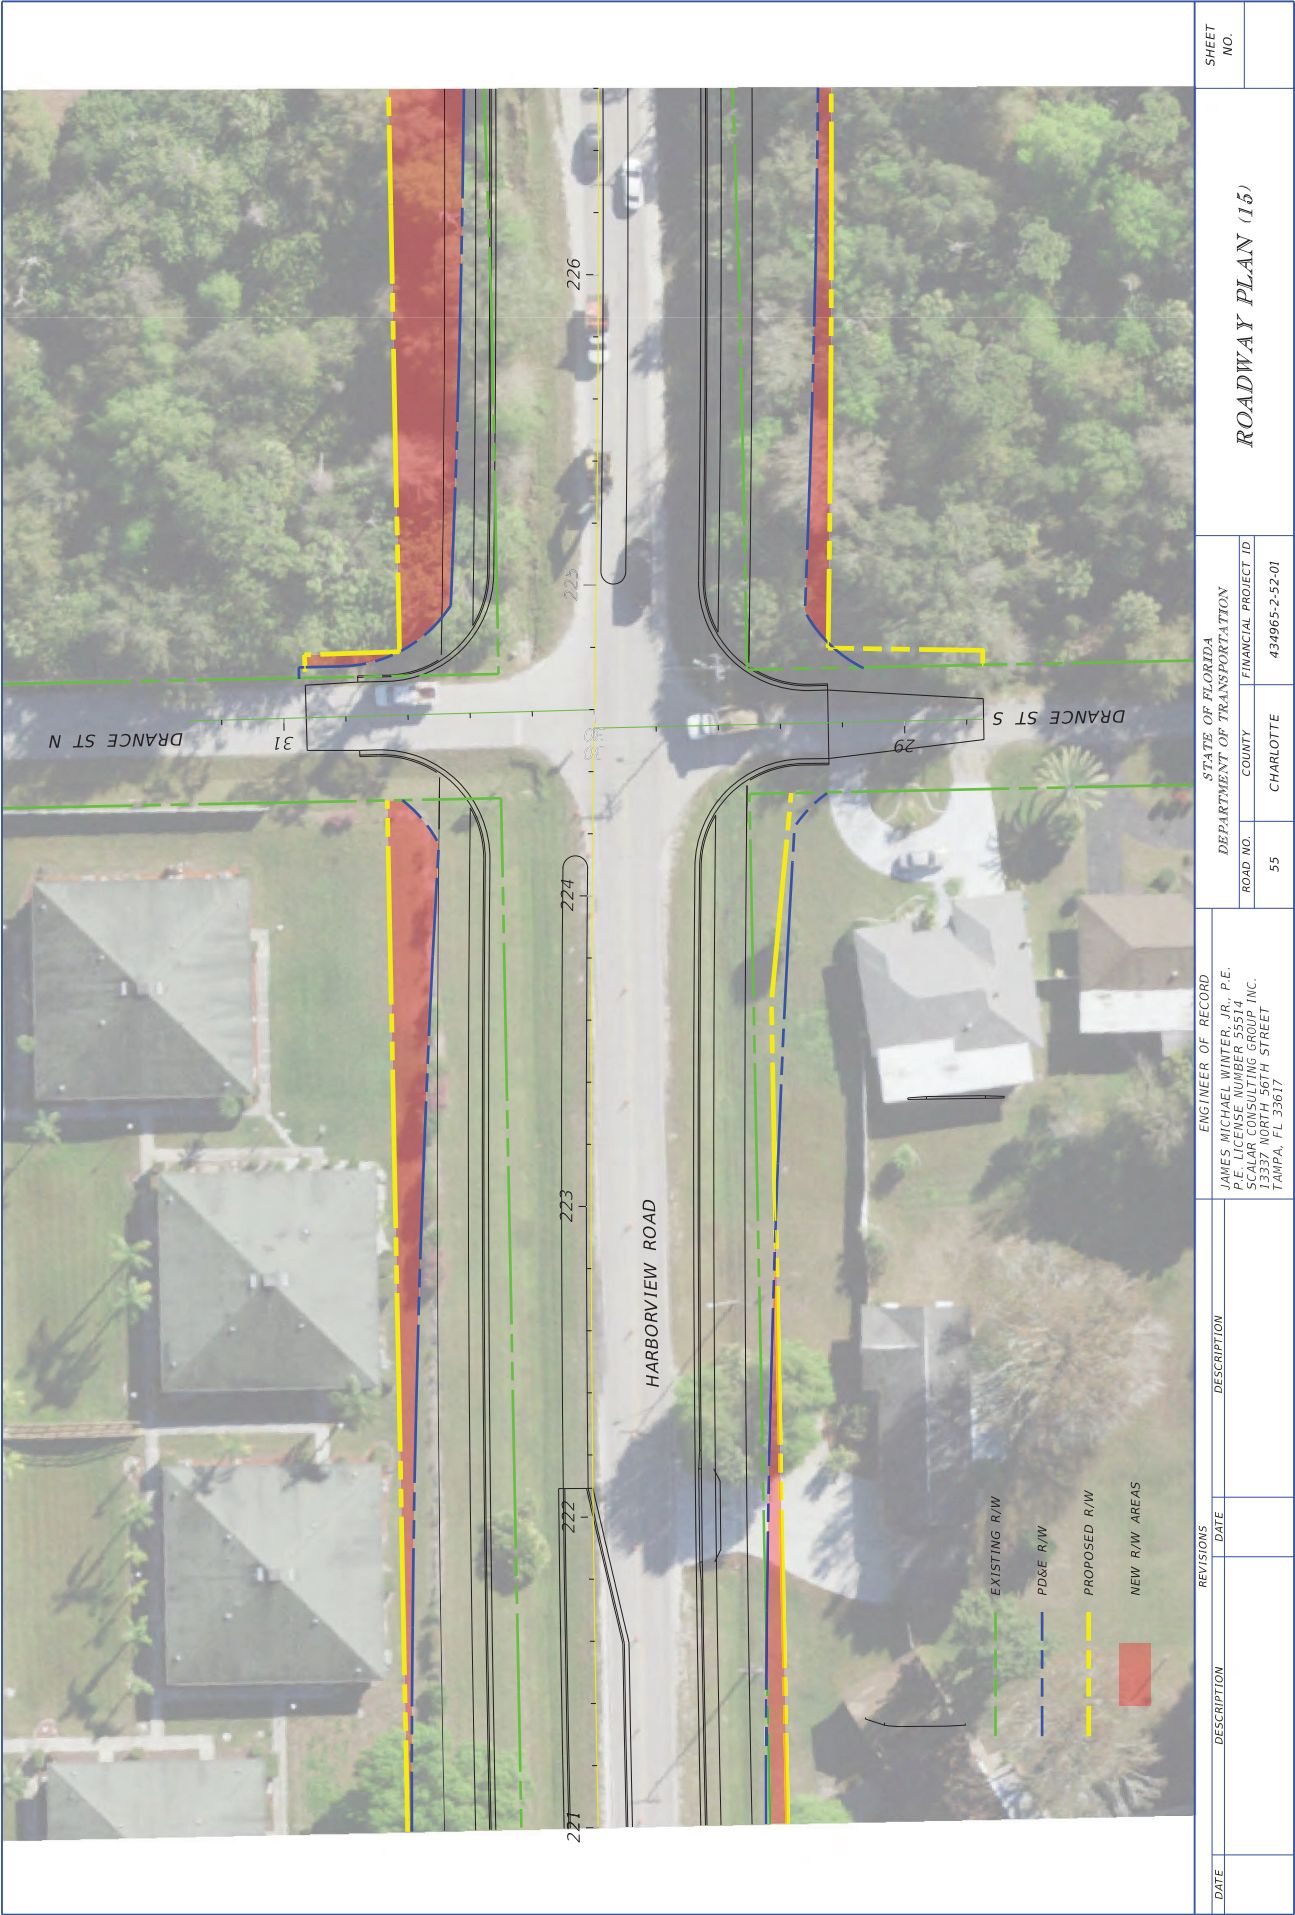 DRANCE ST N
31
30
29
DRANCE ST S
221
222
223
224
225
226
HARBORVIEW ROAD
EXISTING R/W
PD&E R/W
PROPOSED R/W
NEW R/W AREAS
REVISIONS
DATE
DESCRIPTION
DATE
DESCRIPTION
ENGINEER OF RECORD
JAMES MICHAEL WINTER, JR., P.E.
P.E. LICENSE NUMBER 55514
SCALAR CONSULTING GROUP INC.
13337 NORTH 56TH STREET
TAMPA, FL 33617
STATE OF FLORIDA
DEPARTMENT OF TRANSPORTATION
ROAD NO.
COUNTY
FINANCIAL PROJECT ID
55
CHARLOTTE
434965-2-52-01
ROADWAY PLAN (15)
SHEET
NO.